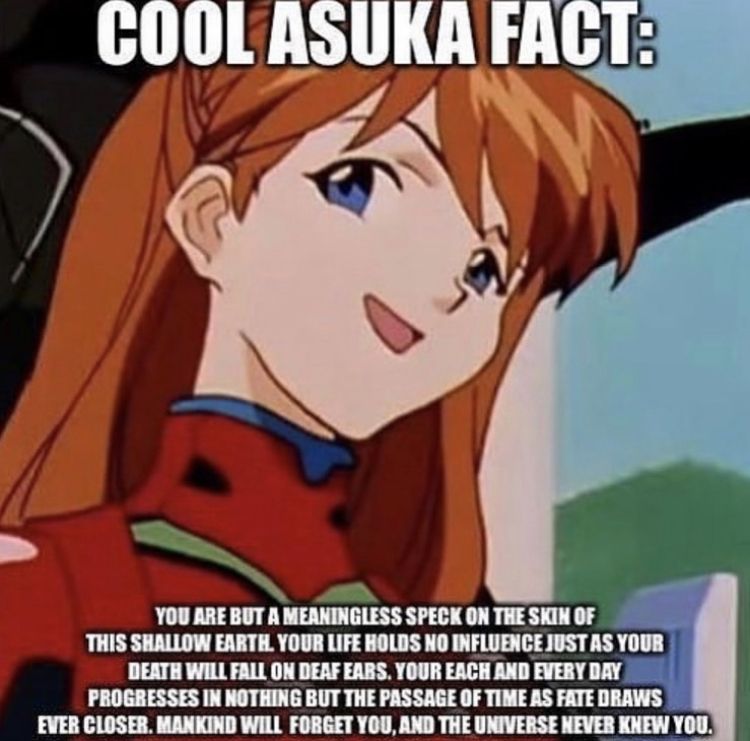 COOL ASUKA FACT:
YOU ARE BUT A MEANINGLESS SPECK ON THE SKIN OF
THIS SHALLOW EARTH. YOUR LIFE HOLDS NO INFLUENCE JUST AS YOUR
DEATH WILL FALL ON DEAF EARS. YOUR EACH AND EVERY DAY
PROGRESSES IN NOTHING BUT THE PASSAGE OF TIME AS FATE DRAWS
EVER CLOSER. MANKIND WILL FORGET YOU, AND THE UNIVERSE NEVER KNEW YOU.